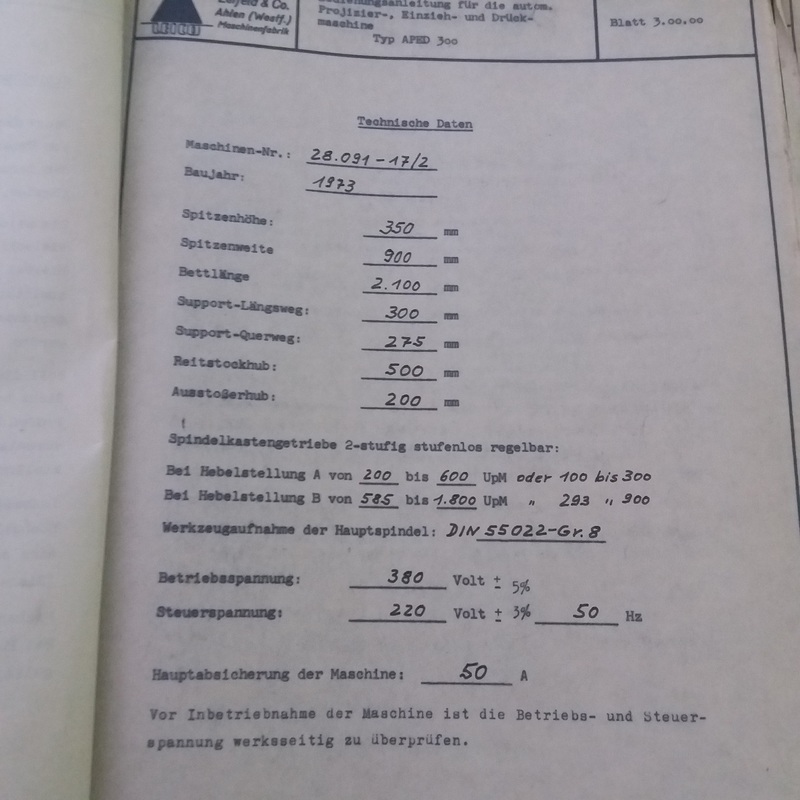 & Co.
Ahlen (Westf.)
Maschinenfabrik
für die autom.
Projizier-, Einzieh- und Drück-
maschine
Typ APED 300
Blatt 3.00.00
Technische Daten
Maschinen-Nr.: 28.091-17/2
Baujahr: 1973
Spitzenhöhe: 350 mm
Spitzenweite 900 mm
Bettlänge 2.100 mm
Support-Längsweg: 300 mm
Support-Querweg: 275 mm
Reitstockhub: 500 mm
Ausstoßerhub: 200 mm
Spindelkastengetriebe 2-stufig stufenlos regelbar:
Bei Hebelstellung A von 200 bis 600 UpM oder 100 bis 300
Bei Hebelstellung B von 585 bis 1.800 UpM " 293 " 900
Werkzeugaufnahme der Hauptspindel: DIN 55022-Gr.8
Betriebsspannung: 380 Volt ± 5%
Steuerspannung: 220 Volt ± 3% 50 Hz
Hauptabsicherung der Maschine: 50 A
Vor Inbetriebnahme der Maschine ist die Betriebs- und Steuer-
spannung werksseitig zu überprüfen.